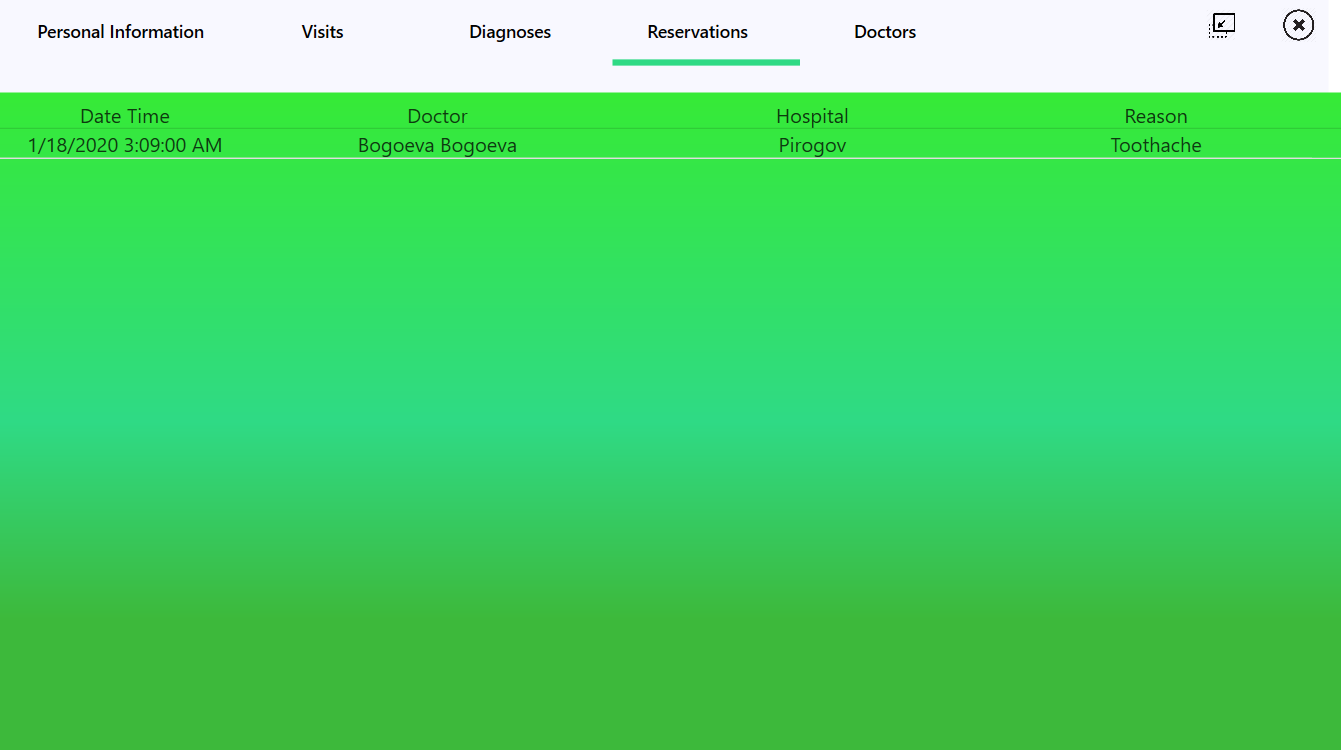 Personal Information Visits Diagnoses Reservations Doctors
Date Time Doctor Hospital Reason
1/18/2020 3:09:00 AM Bogoeva Bogoeva Pirogov Toothache